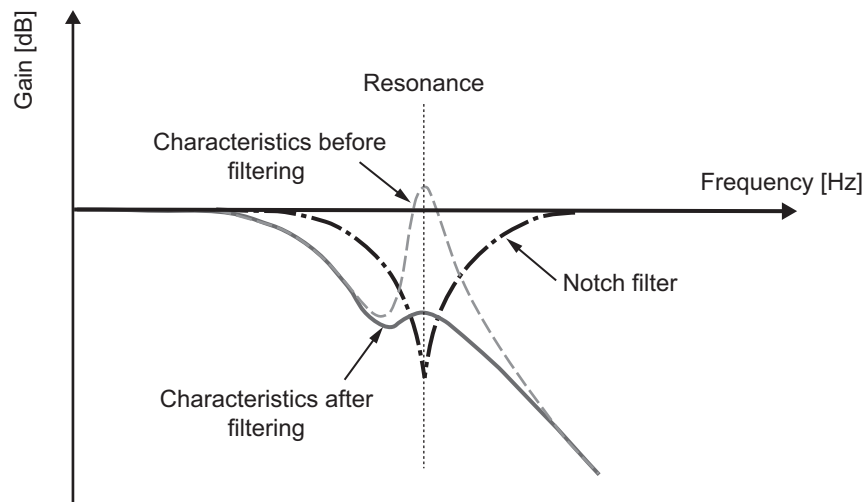 Gain [dB]
Resonance
Characteristics before
filtering
Frequency [Hz]
Notch filter
Characteristics after
filtering